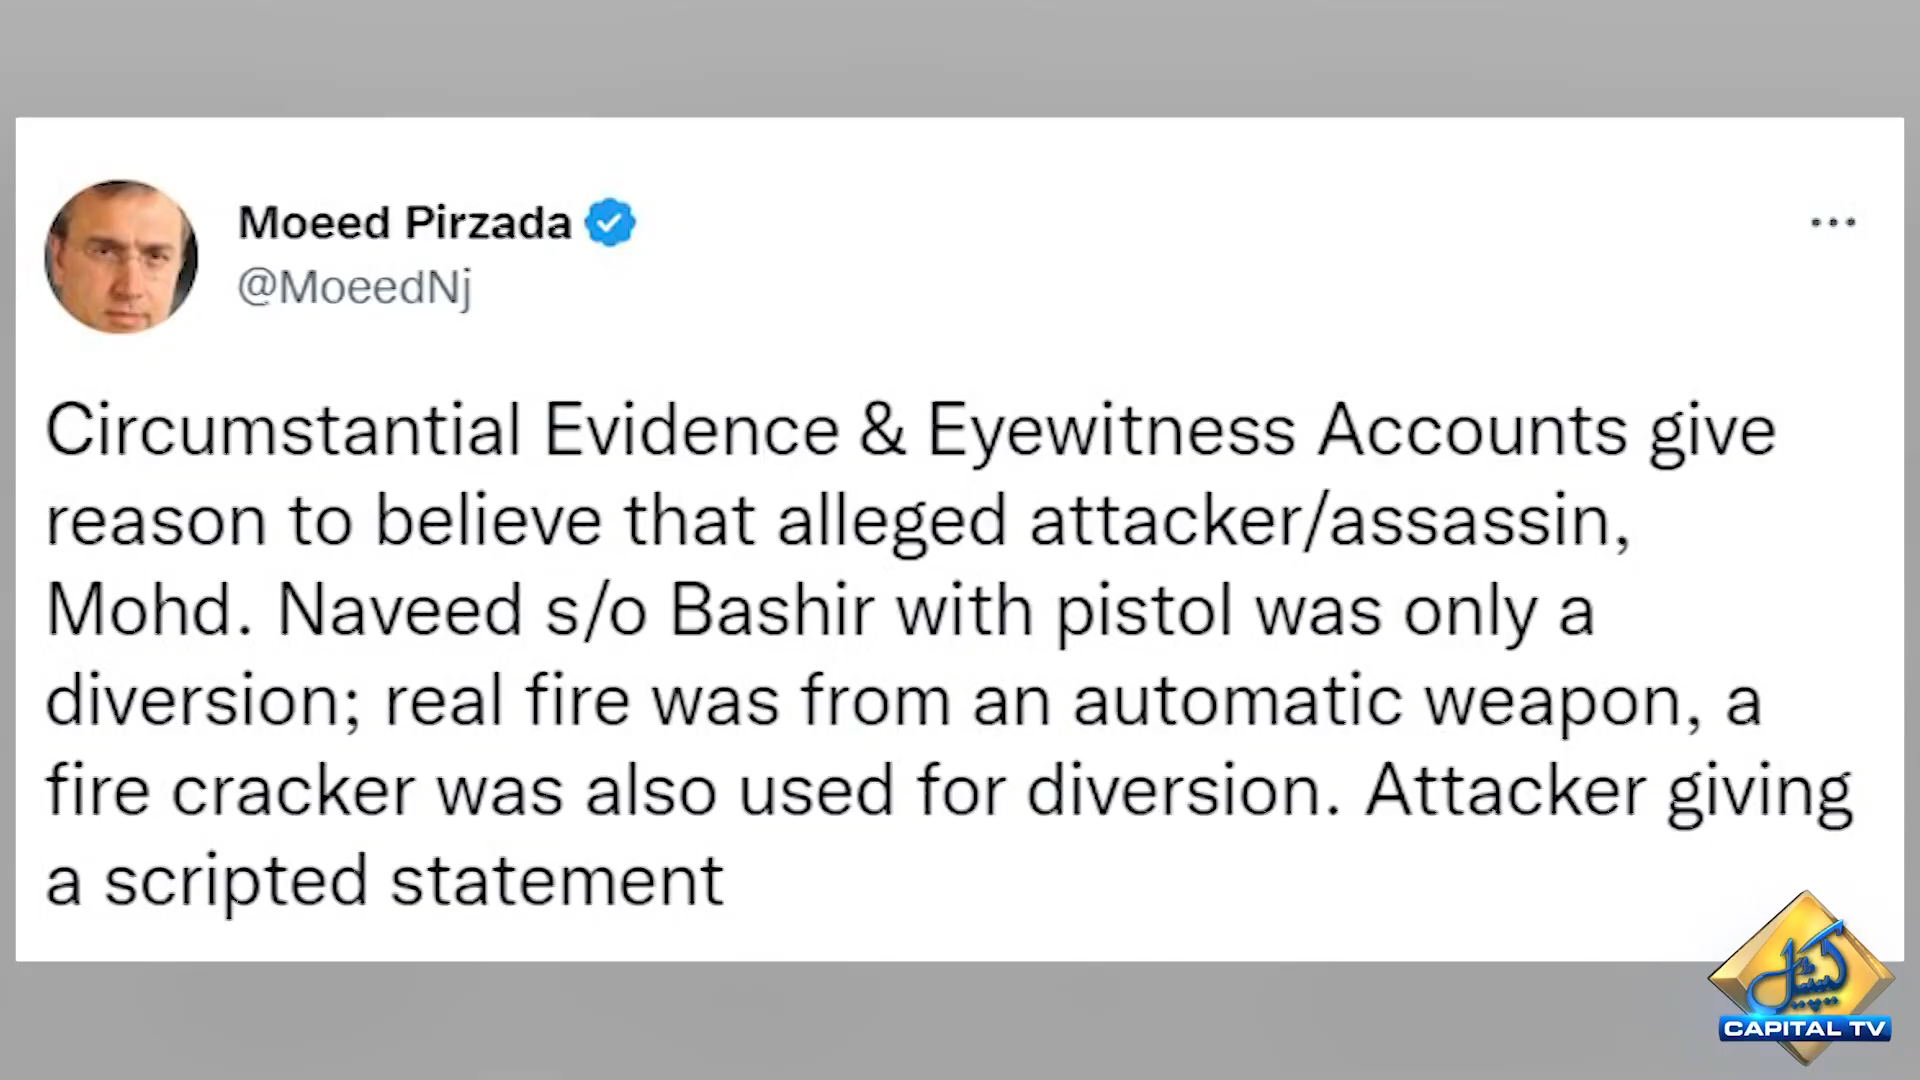 Moeed Pirzada
@MoeedNj
Circumstantial Evidence & Eyewitness Accounts give
reason to believe that alleged attacker/assassin,
Mohd. Naveed s/o Bashir with pistol was only a
diversion; real fire was from an automatic weapon, a
fire cracker was also used for diversion. Attacker giving
a scripted statement
کیپیٹل
CAPITAL TV